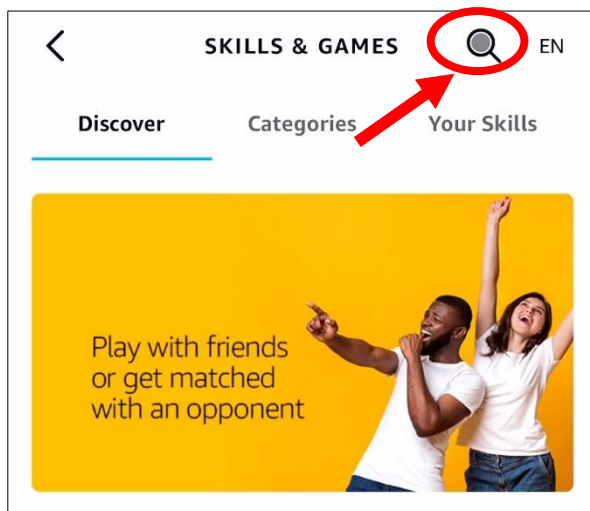 SKILLS & GAMES EN
Discover Categories Your Skills
Play with friends
or get matched
with an opponent